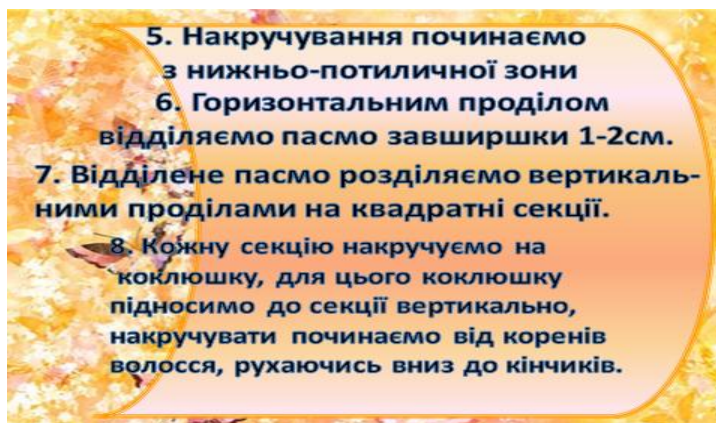 5. Накручування починаємо
з нижньо-потиличної зони
6. Горизонтальним проділом
відділяємо пасмо завширшки 1-2см.
7. Відділене пасмо розділяємо вертикаль-
ними проділами на квадратні секції.
8. Кожну секцію накручуємо на
коклюшку, для цього коклюшку
підносимо до секції вертикально,
накручувати починаємо від коренів
волосся, рухаючись вниз до кінчиків.